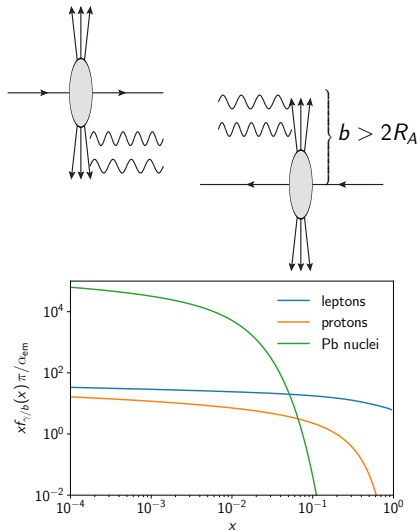 b > 2R_A
leptons
protons
Pb nuclei
xf_{γ/b}(x) π/α_em
10^4
10^2
10^0
10^{-2}
10^{-4} 10^{-3} 10^{-2} 10^{-1} 10^0
x